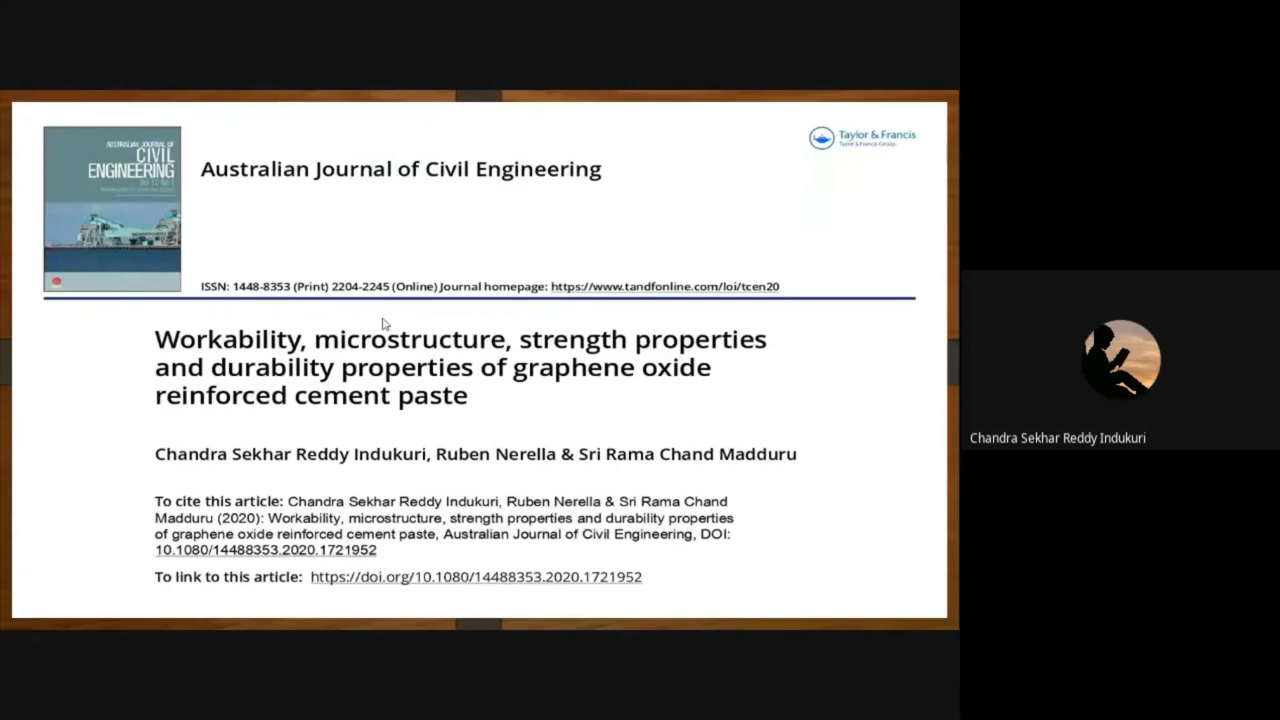 AUSTRALIAN JOURNAL OF
CIVIL
ENGINEERING
Australian Journal of Civil Engineering
Taylor & Francis
Taylor & Francis Group
ISSN: 1448-8353 (Print) 2204-2245 (Online) Journal homepage: https://www.tandfonline.com/loi/tcen20
Workability, microstructure, strength properties
and durability properties of graphene oxide
reinforced cement paste
Chandra Sekhar Reddy Indukuri, Ruben Nerella & Sri Rama Chand Madduru
To cite this article: Chandra Sekhar Reddy Indukuri, Ruben Nerella & Sri Rama Chand
Madduru (2020): Workability, microstructure, strength properties and durability properties
of graphene oxide reinforced cement paste, Australian Journal of Civil Engineering, DOI:
10.1080/14488353.2020.1721952
To link to this article: https://doi.org/10.1080/14488353.2020.1721952
Chandra Sekhar Reddy Indukuri